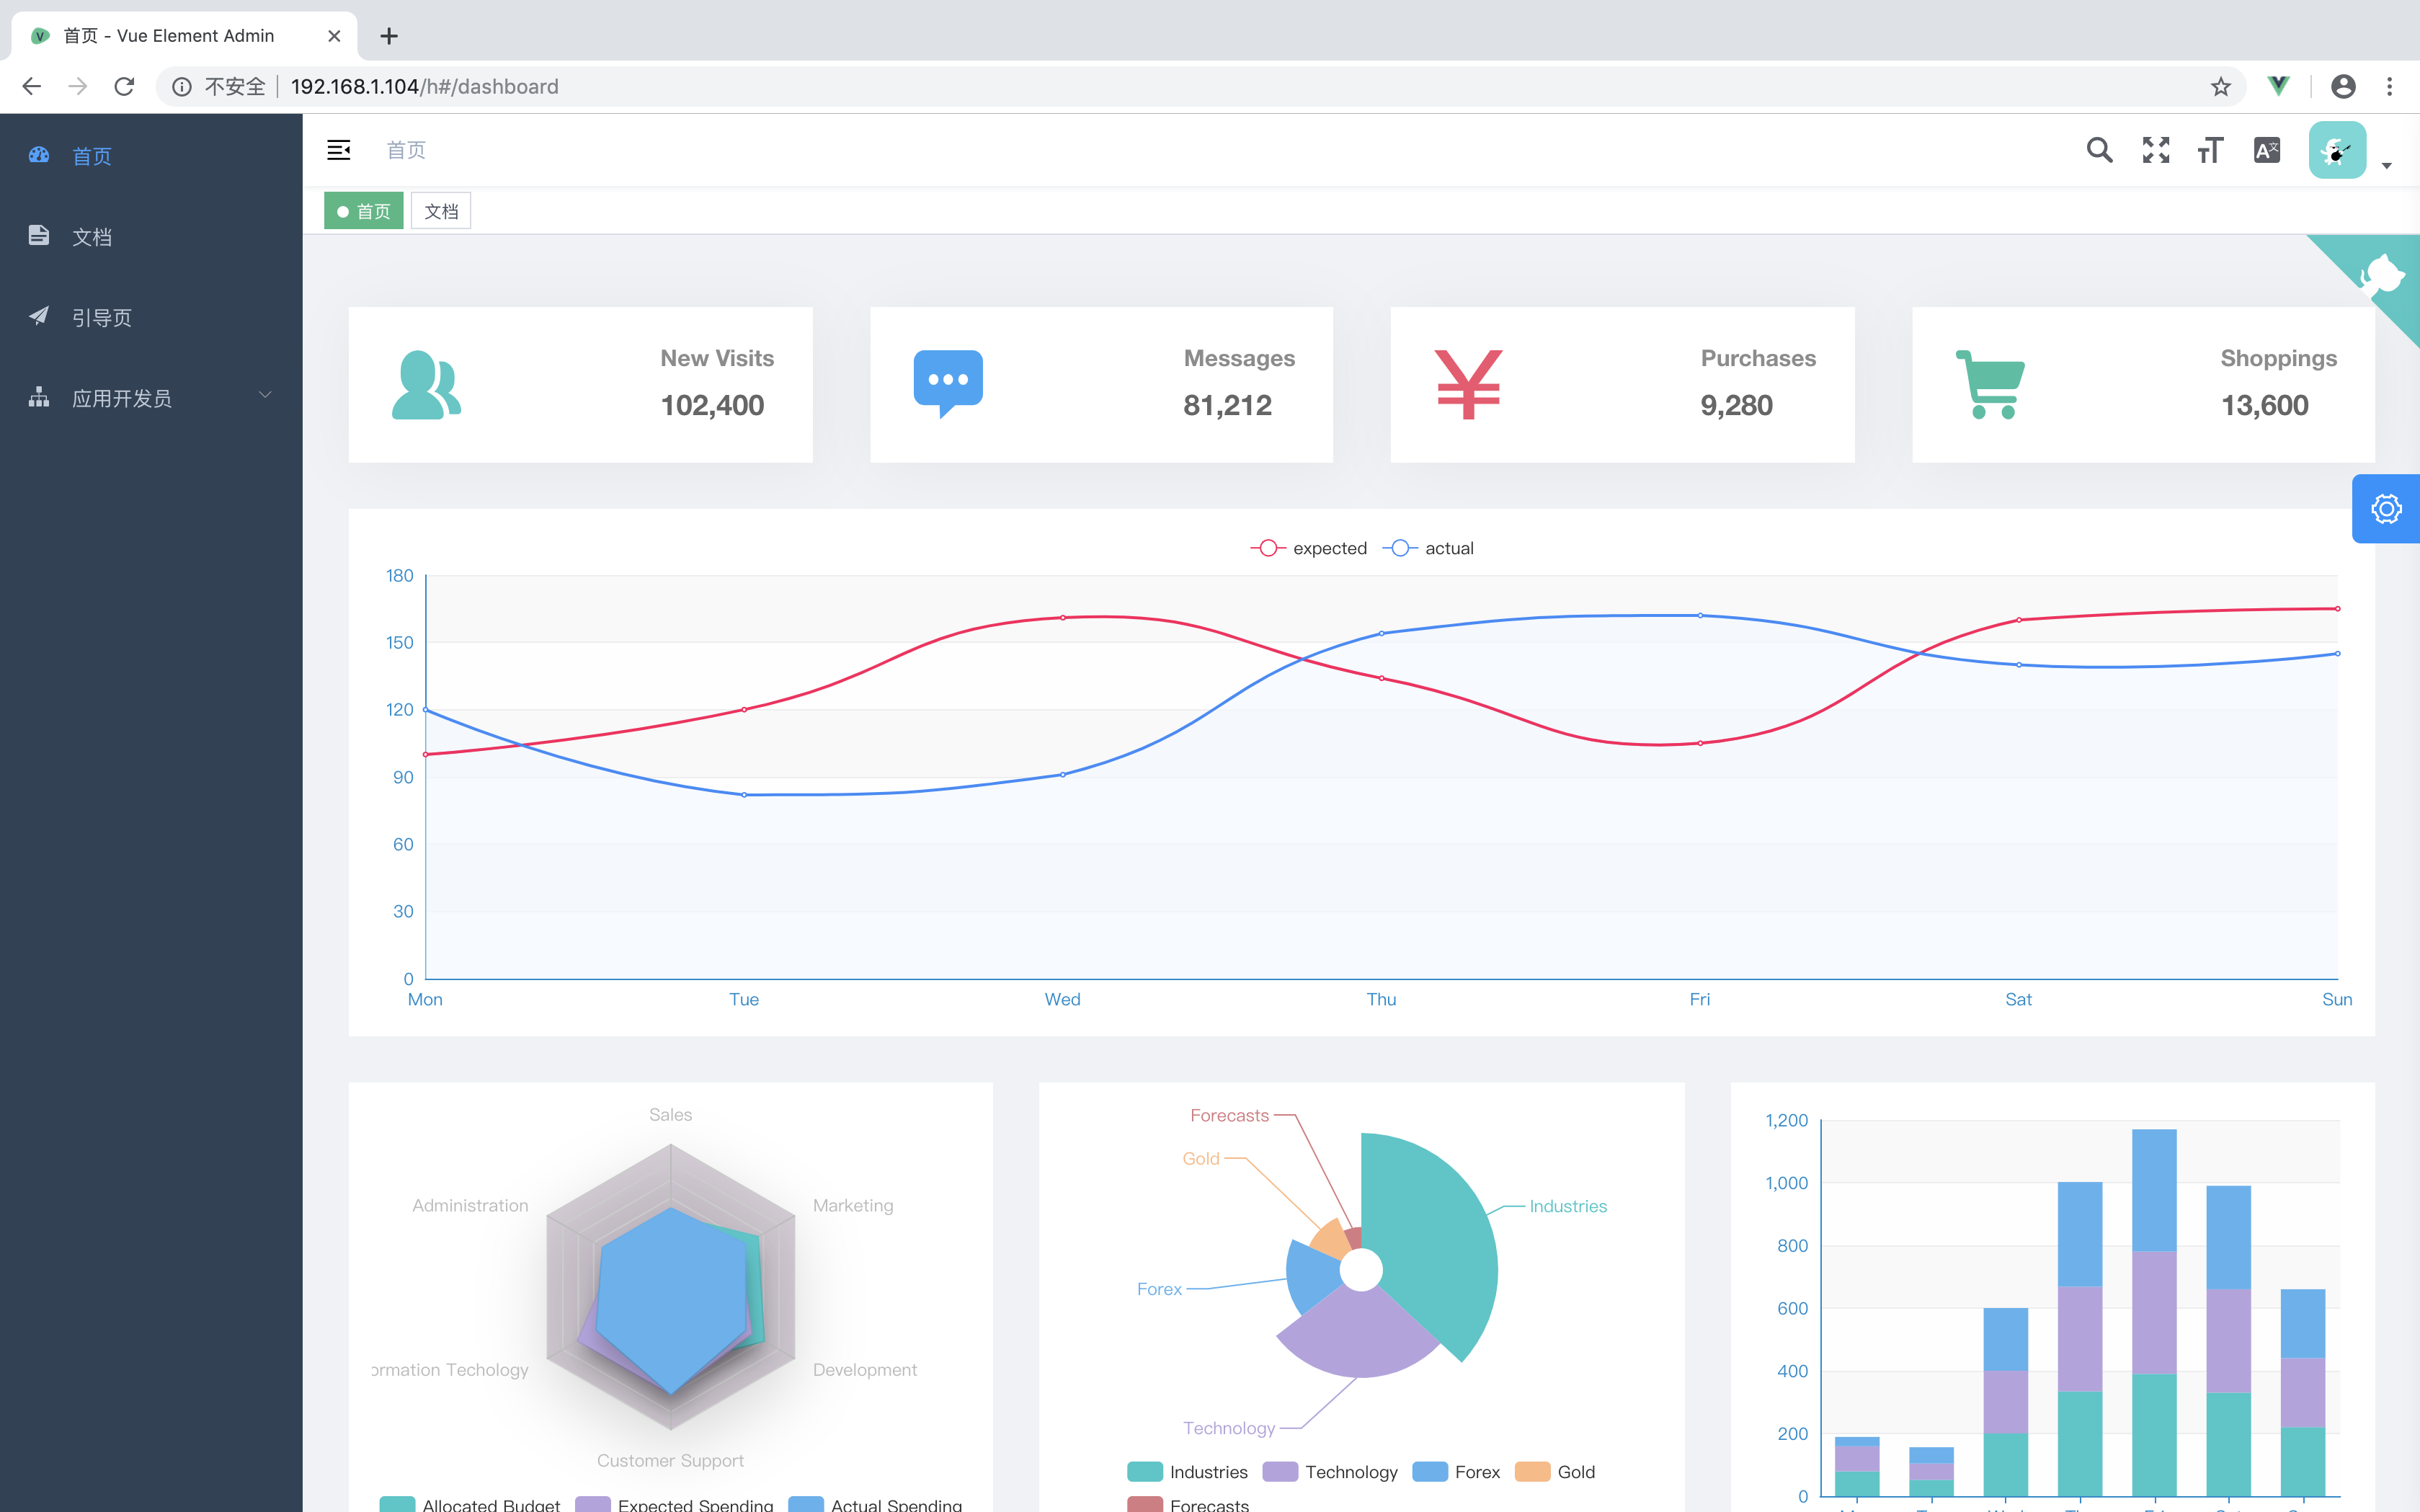 首页 - Vue Element Admin
不安全 192.168.1.104/h#/dashboard
首页
文档
引导页
应用开发员
首页
首页 文档
New Visits
102,400
Messages
81,212
Purchases
9,280
Shoppings
13,600
expected actual
180
150
120
90
60
30
0
Mon Tue Wed Thu Fri Sat Sun
Sales
Administration Marketing
ormation Techology Development
Customer Support
Allocated Budget Expected Spending Actual Spending
Forecasts
Gold
Industries
Forex
Technology
Industries Technology Forex Gold
Forecasts
1,200
1,000
800
600
400
200
0